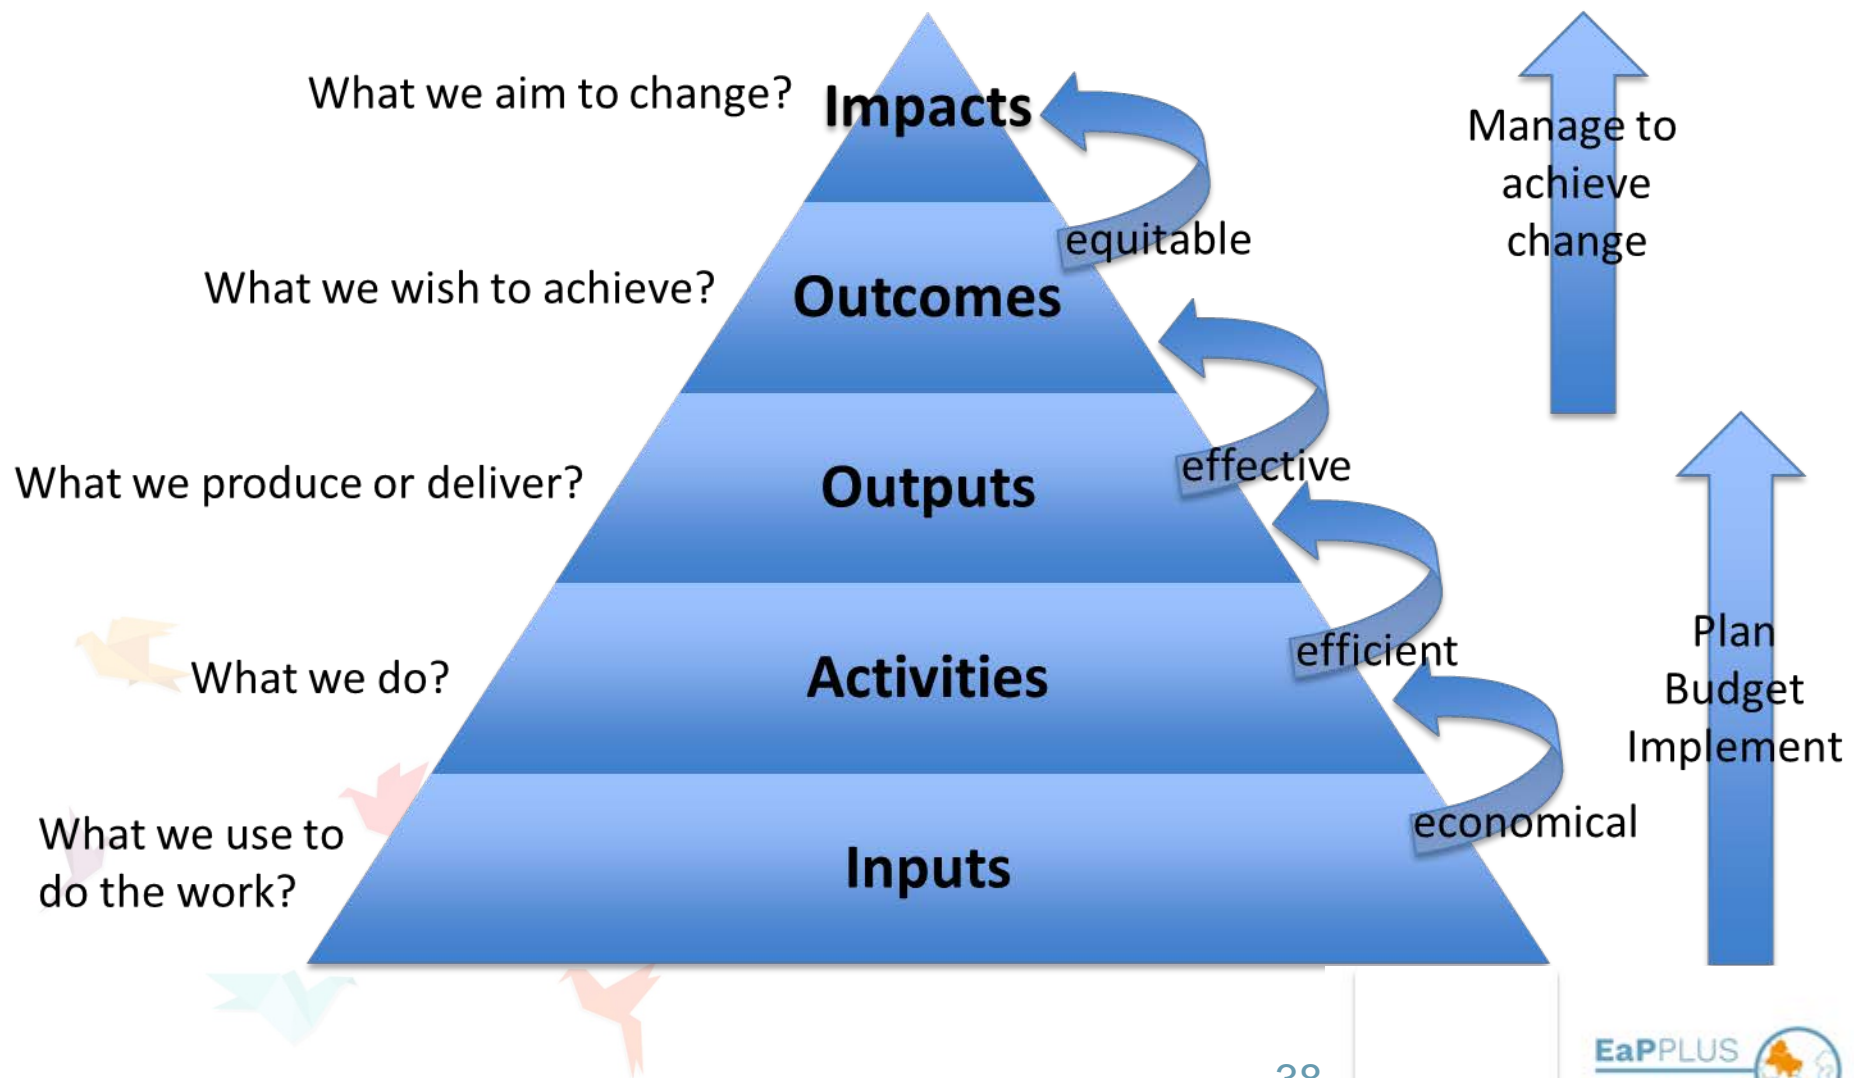 What we aim to change?
Impacts
Manage to
achieve
change
equitable
What we wish to achieve?
Outcomes
effective
What we produce or deliver?
Outputs
efficient
What we do?
Activities
Plan
Budget
Implement
economical
What we use to
do the work?
Inputs
38
EaPPLUS